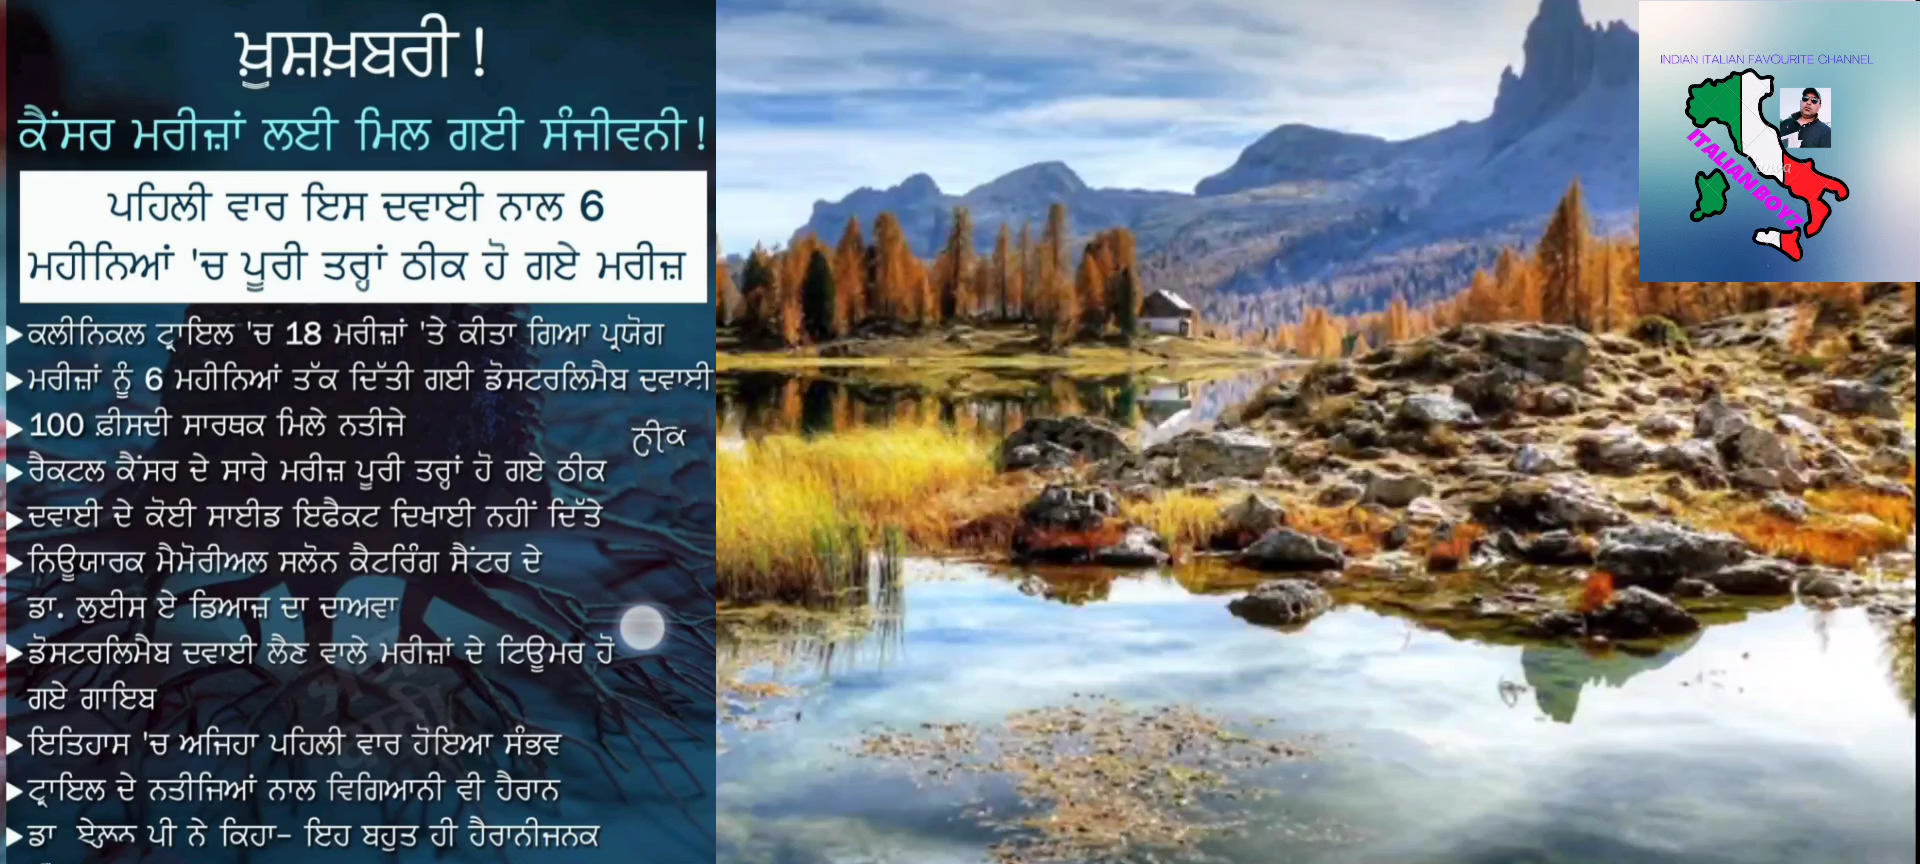 ਖ਼ੁਸ਼ਖ਼ਬਰੀ!
ਕੈਂਸਰ ਮਰੀਜ਼ਾਂ ਲਈ ਮਿਲ ਗਈ ਸੰਜੀਵਨੀ!
ਪਹਿਲੀ ਵਾਰ ਇਸ ਦਵਾਈ ਨਾਲ 6
ਮਹੀਨਿਆਂ 'ਚ ਪੂਰੀ ਤਰ੍ਹਾਂ ਠੀਕ ਹੋ ਗਏ ਮਰੀਜ਼
ਕਲੀਨਿਕਲ ਟ੍ਰਾਇਲ 'ਚ 18 ਮਰੀਜ਼ਾਂ 'ਤੇ ਕੀਤਾ ਗਿਆ ਪ੍ਰਯੋਗ
ਮਰੀਜ਼ਾਂ ਨੂੰ 6 ਮਹੀਨਿਆਂ ਤੱਕ ਦਿੱਤੀ ਗਈ ਡੋਸਟਰਲਿਮੈਬ ਦਵਾਈ
100 ਫ਼ੀਸਦੀ ਸਾਰਥਕ ਮਿਲੇ ਨਤੀਜੇ
ਰੈਕਟਲ ਕੈਂਸਰ ਦੇ ਸਾਰੇ ਮਰੀਜ਼ ਪੂਰੀ ਤਰ੍ਹਾਂ ਹੋ ਗਏ ਠੀਕ
ਦਵਾਈ ਦੇ ਕੋਈ ਸਾਈਡ ਇਫੈਕਟ ਦਿਖਾਈ ਨਹੀਂ ਦਿੱਤੇ
ਨਿਊਯਾਰਕ ਮੈਮੋਰੀਅਲ ਸਲੋਨ ਕੈਟਰਿੰਗ ਸੈਂਟਰ ਦੇ
ਡਾ. ਲੁਈਸ ਏ ਡਿਆਜ਼ ਦਾ ਦਾਅਵਾ
ਡੋਸਟਰਲਿਮੈਬ ਦਵਾਈ ਲੈਣ ਵਾਲੇ ਮਰੀਜ਼ਾਂ ਦੇ ਟਿਊਮਰ ਹੋ
ਗਏ ਗਾਇਬ
ਇਤਿਹਾਸ 'ਚ ਅਜਿਹਾ ਪਹਿਲੀ ਵਾਰ ਹੋਇਆ ਸੰਭਵ
ਟ੍ਰਾਇਲ ਦੇ ਨਤੀਜਿਆਂ ਨਾਲ ਵਿਗਿਆਨੀ ਵੀ ਹੈਰਾਨ
ਡਾ ਪੀ ਨੇ ਕਿਹਾ- ਇਹ ਬਹੁਤ ਹੀ ਹੈਰਾਨੀਜਨਕ
INDIAN ITALIAN FAVOURITE CHANNEL
ITALIAN BOYZ